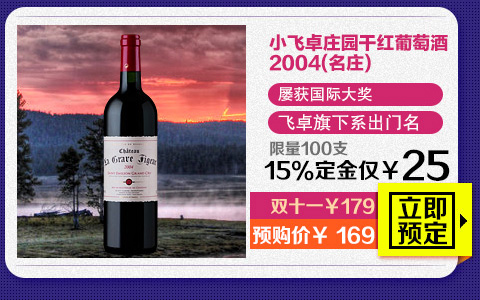 小飞卓庄园干红葡萄酒
2004(名庄)
屡获国际大奖
飞卓旗下系出门名
限量100支
15%定金仅￥25
双十一￥179
预购价￥ 169
立即
预定
Château
La Grave Figeac
2004